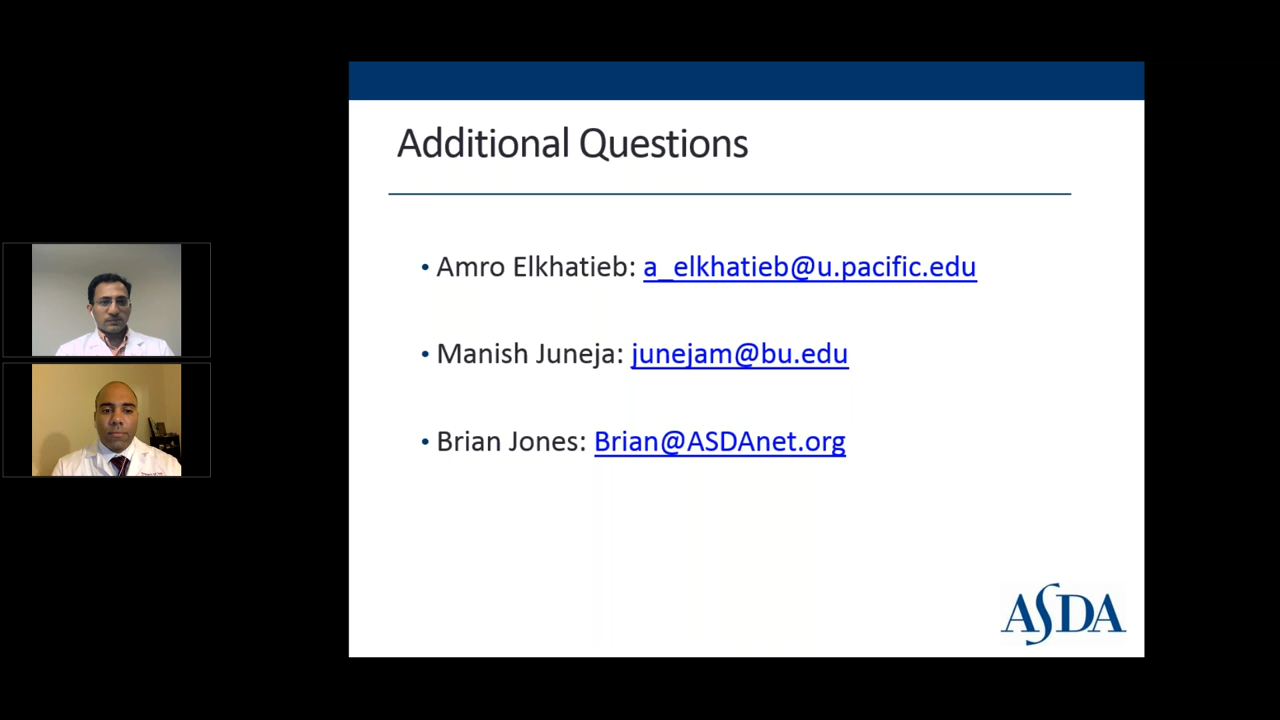 Additional Questions
• Amro Elkhatieb: a_elkhatieb@u.pacific.edu
• Manish Juneja: junejam@bu.edu
• Brian Jones: Brian@ASDAnet.org
ASDA